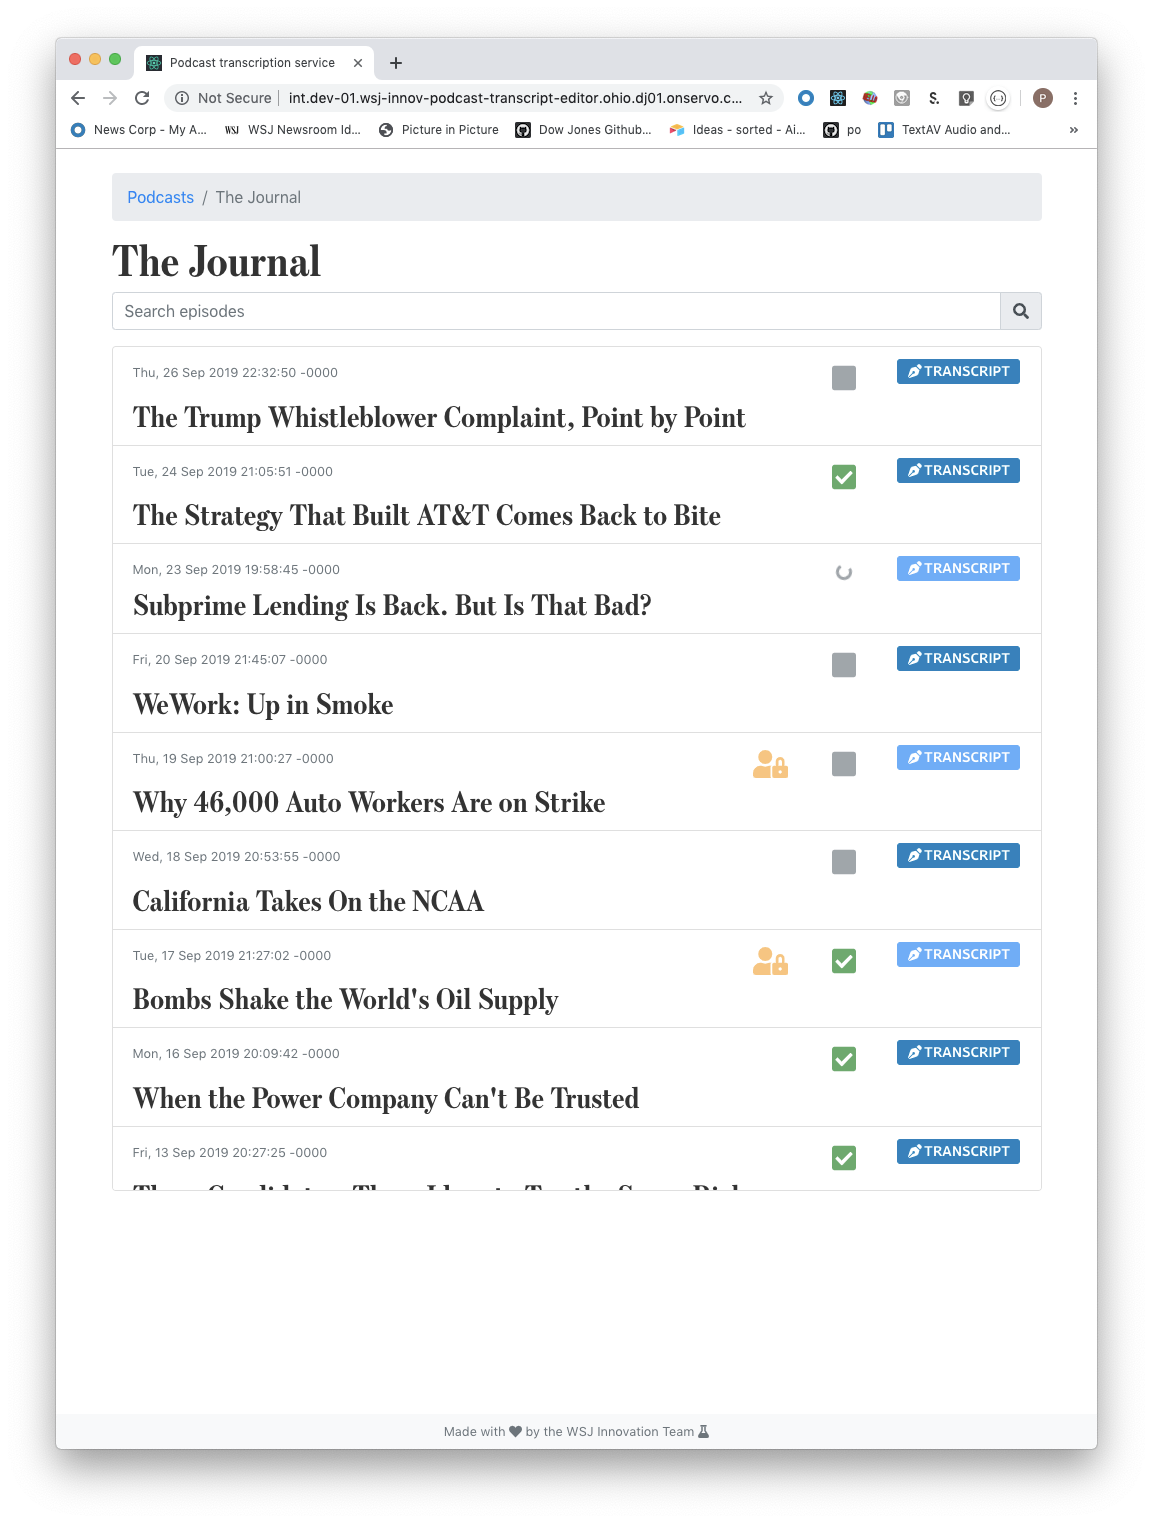 Podcast transcription service
Not Secure
int.dev-01.wsj-innov-podcast-transcript-editor.ohio.dj01.onservo.c...
S.
P
News Corp - My A...
WSJ WSJ Newsroom Id...
Picture in Picture
Dow Jones Github...
Ideas - sorted - Ai...
po
TextAV Audio and...
»
Podcasts / The Journal
The Journal
Search episodes
Thu, 26 Sep 2019 22:32:50 -0000
TRANSCRIPT
The Trump Whistleblower Complaint, Point by Point
Tue, 24 Sep 2019 21:05:51 -0000
TRANSCRIPT
The Strategy That Built AT&T Comes Back to Bite
Mon, 23 Sep 2019 19:58:45 -0000
TRANSCRIPT
Subprime Lending Is Back. But Is That Bad?
Fri, 20 Sep 2019 21:45:07 -0000
TRANSCRIPT
WeWork: Up in Smoke
Thu, 19 Sep 2019 21:00:27 -0000
TRANSCRIPT
Why 46,000 Auto Workers Are on Strike
Wed, 18 Sep 2019 20:53:55 -0000
TRANSCRIPT
California Takes On the NCAA
Tue, 17 Sep 2019 21:27:02 -0000
TRANSCRIPT
Bombs Shake the World's Oil Supply
Mon, 16 Sep 2019 20:09:42 -0000
TRANSCRIPT
When the Power Company Can't Be Trusted
Fri, 13 Sep 2019 20:27:25 -0000
TRANSCRIPT
Made with ♥ by the WSJ Innovation Team